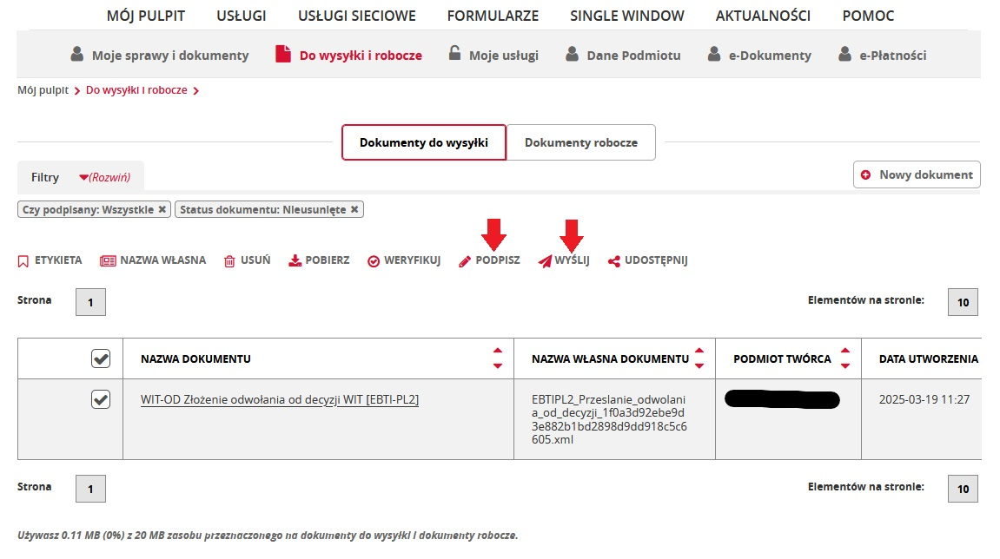 MÓJ PULPIT USŁUGI USŁUGI SIECIOWE FORMULARZE SINGLE WINDOW AKTUALNOŚCI POMOC
Moje sprawy i dokumenty Do wysyłki i robocze Moje usługi Dane Podmiotu e-Dokumenty e-Płatności
Mój pulpit Do wysyłki i robocze
Dokumenty do wysyłki Dokumenty robocze
Filtry (Rozwiń) Nowy dokument
Czy podpisany: Wszystkie ✖ Status dokumentu: Nieusunięte ✖
ETYKIETA NAZWA WŁASNA USUŃ POBIERZ WERYFIKUJ PODPISZ WYŚLIJ UDOSTĘPNIJ
Strona 1 Elementów na stronie: 10
NAZWA DOKUMENTU NAZWA WŁASNA DOKUMENTU PODMIOT TWÓRCA DATA UTWORZENIA
WIT-OD Złożenie odwołania od decyzji WIT [EBTI-PL2] EBTIPL2_Przeslanie_odwolani 2025-03-19 11:27
a_od_decyzji_1f0a3d92ebe9d
3e882b1bd2898d9dd918c5c6
605.xml
Strona 1 Elementów na stronie: 10
Używasz 0.11 MB (0%) z 20 MB zasobu przeznaczonego na dokumenty do wysyłki i dokumenty robocze.